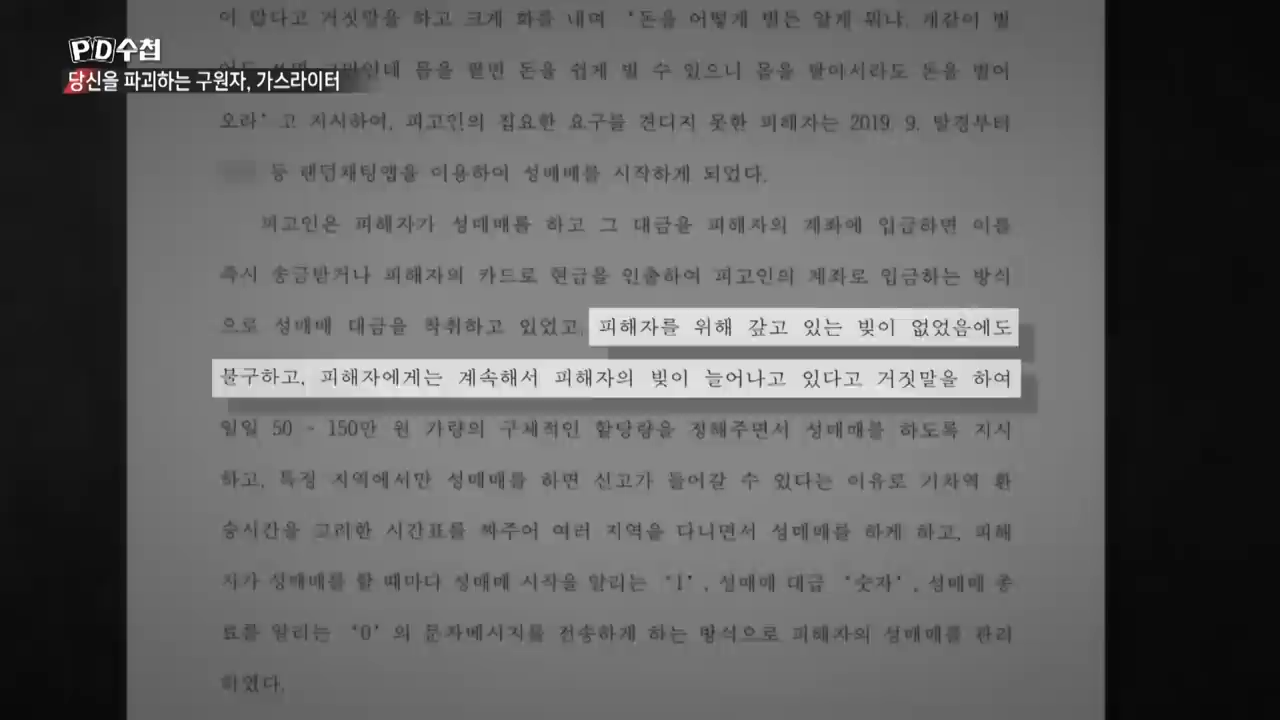 이 많다고 거짓말을 하고 크게 화를 내며 '돈을 어떻게 벌든 알게 뭐냐. 개같이 벌
PD수첩
몸을 팔면 돈을 쉽게 벌 수 있으니 몸을 팔아서라도 돈을 벌어
당신을 파괴하는 구원자, 가스라이터
오라'고 지시하여, 피고인의 집요한 요구를 견디지 못한 피해자는 2019. 9. 말경부터
등 랜덤채팅앱을 이용하여 성매매를 시작하게 되었다.
피고인은 피해자가 성매매를 하고 그 대금을 피해자의 계좌에 입금하면 이를
즉시 송금받거나 피해자의 카드로 현금을 인출하여 피고인의 계좌로 입금하는 방식
으로 성매매 대금을 착취하고 있었고, 피해자를 위해 갚고 있는 빚이 없었음에도
불구하고, 피해자에게는 계속해서 피해자의 빚이 늘어나고 있다고 거짓말을 하여
일일 50 - 150만 원 가량의 구체적인 할당량을 정해주면서 성매매를 하도록 지시
하고, 특정 지역에서만 성매매를 하면 신고가 들어갈 수 있다는 이유로 기차역 환
승시간을 고려한 시간표를 짜주어 여러 지역을 다니면서 성매매를 하게 하고, 피해
자가 성매매를 할 때마다 성매매 시작을 알리는 '1', 성매매 대금 '숫자', 성매매 종
료를 알리는 '0'의 문자메시지를 전송하게 하는 방식으로 피해자의 성매매를 관리
하였다.